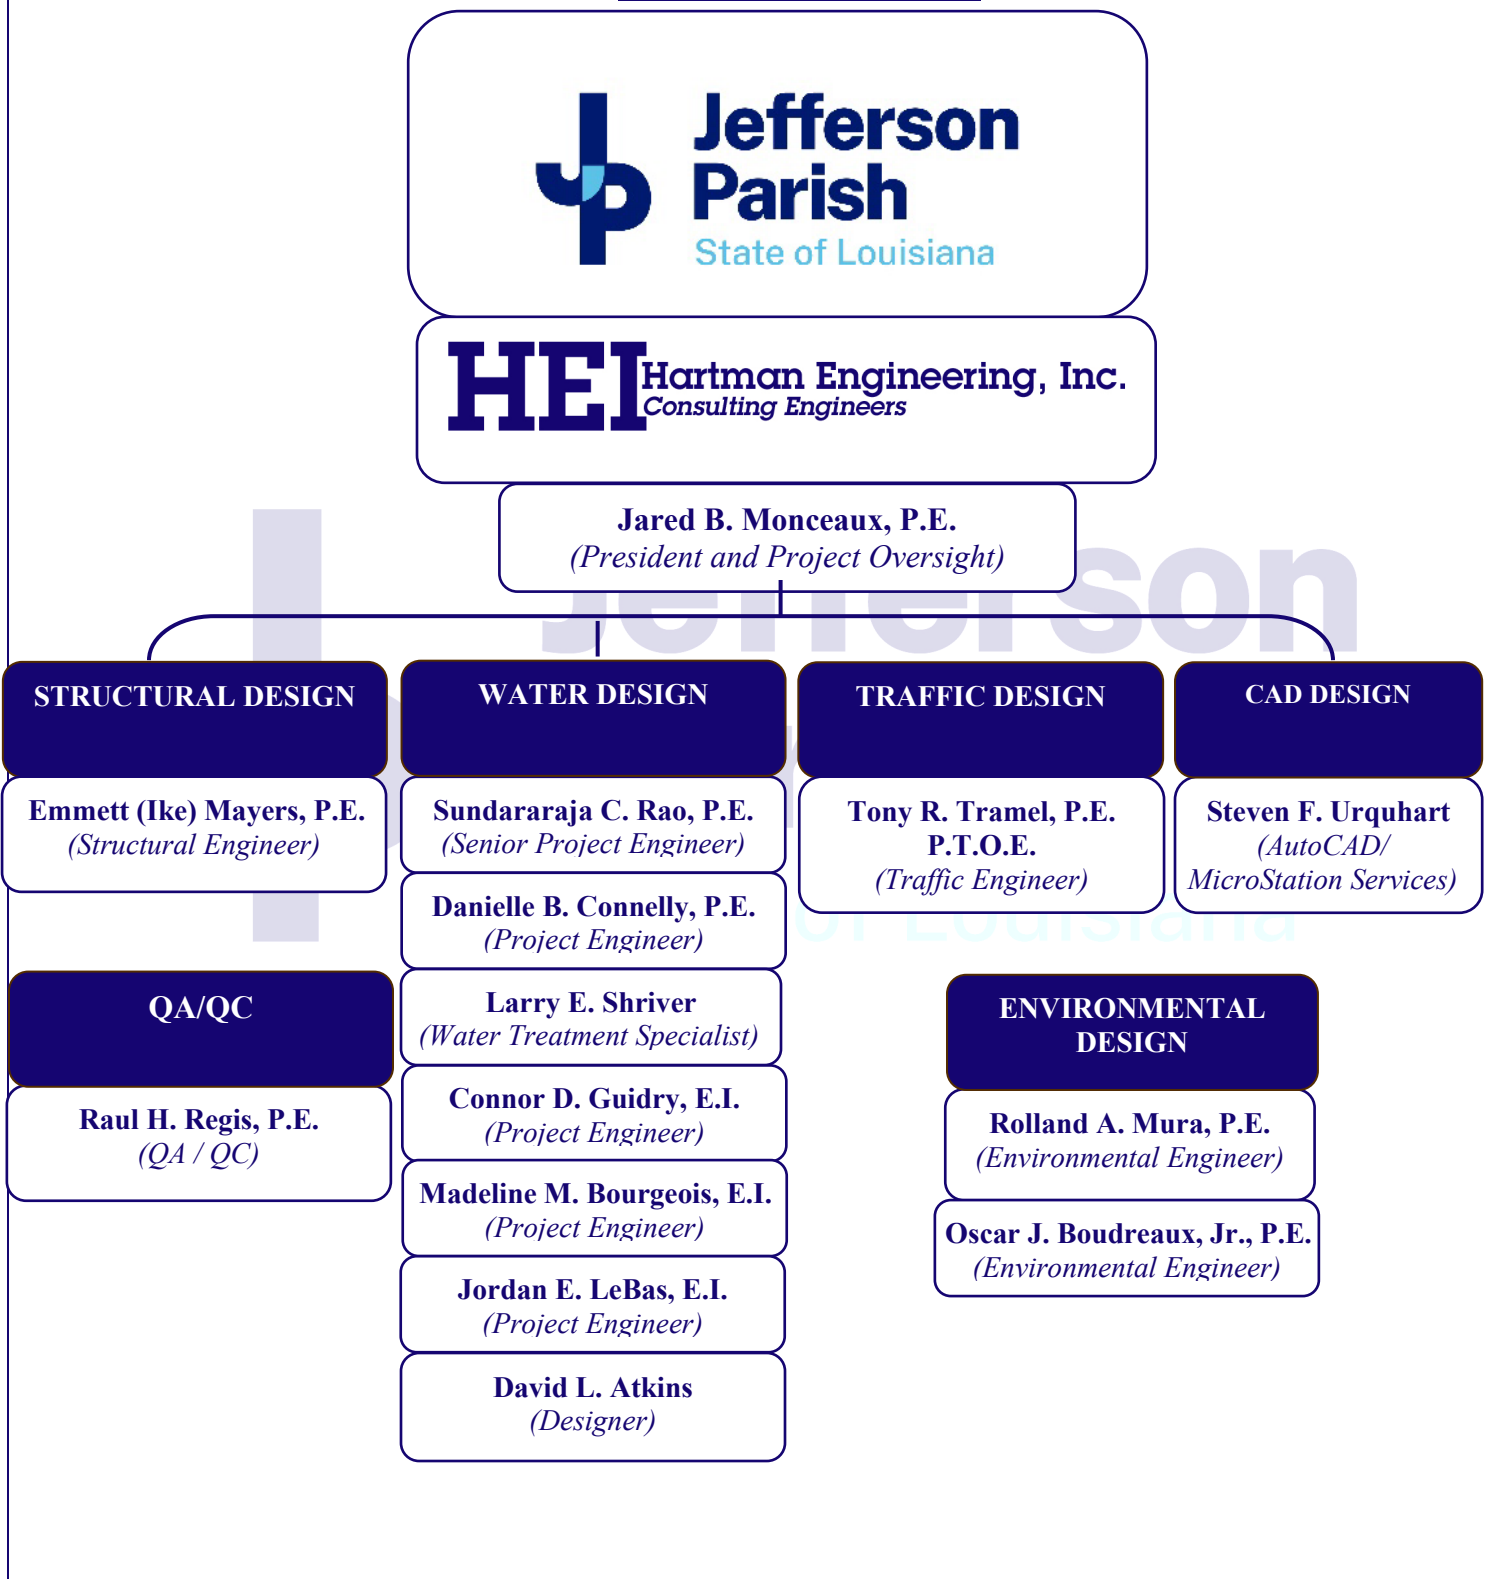 Jefferson
Parish
State of Louisiana
HEI
Hartman Engineering, Inc.
Consulting Engineers
Jared B. Monceaux, P.E.
(President and Project Oversight)
STRUCTURAL DESIGN
Emmett (Ike) Mayers, P.E.
(Structural Engineer)
WATER DESIGN
Sundararaja C. Rao, P.E.
(Senior Project Engineer)
Danielle B. Connelly, P.E.
(Project Engineer)
Larry E. Shriver
(Water Treatment Specialist)
Connor D. Guidry, E.I.
(Project Engineer)
Madeline M. Bourgeois, E.I.
(Project Engineer)
Jordan E. LeBas, E.I.
(Project Engineer)
David L. Atkins
(Designer)
TRAFFIC DESIGN
Tony R. Tramel, P.E.
P.T.O.E.
(Traffic Engineer)
CAD DESIGN
Steven F. Urquhart
(AutoCAD/
MicroStation Services)
QA/QC
Raul H. Regis, P.E.
(QA / QC)
ENVIRONMENTAL
DESIGN
Rolland A. Mura, P.E.
(Environmental Engineer)
Oscar J. Boudreaux, Jr., P.E.
(Environmental Engineer)
Jefferson
of Louisiana